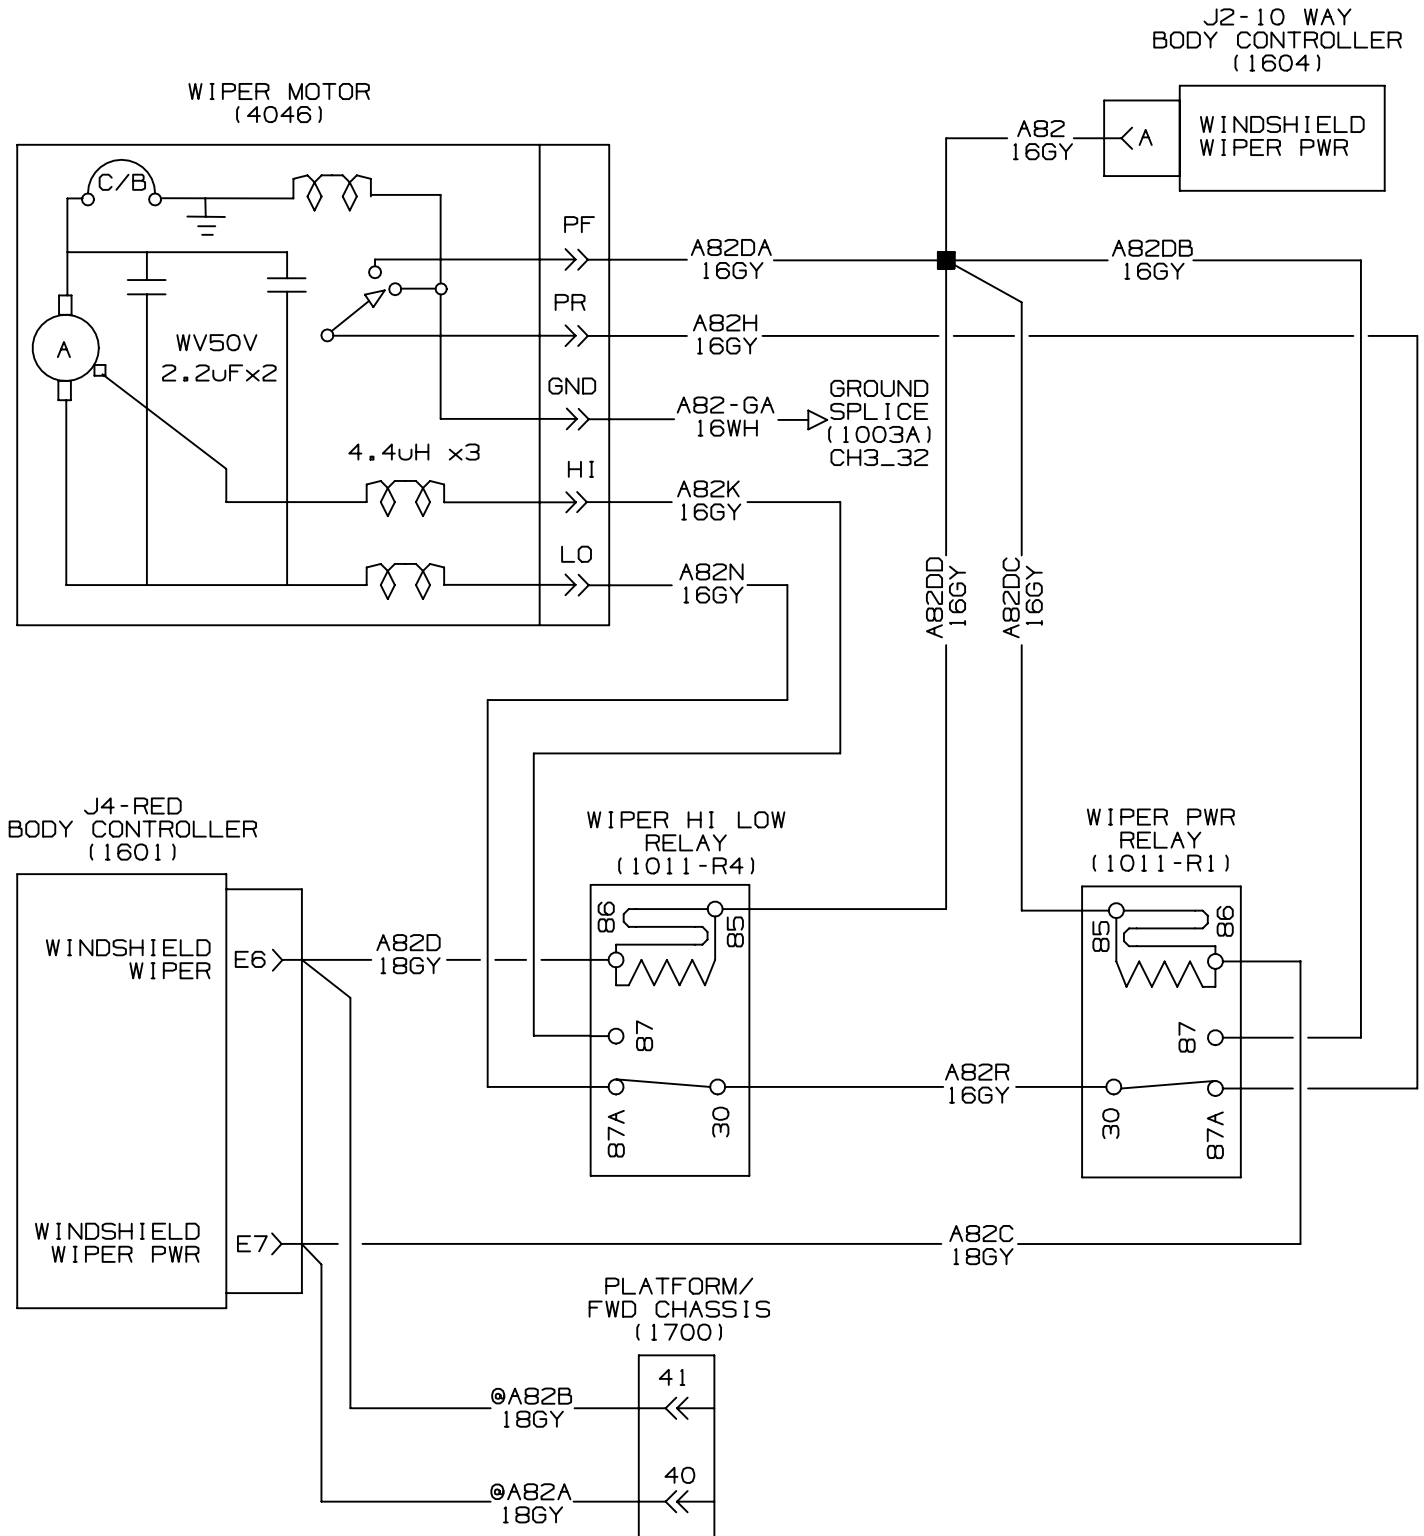 J2-10 WAY
BODY CONTROLLER
(1604)
WIPER MOTOR
(4046)
A82
16GY
A
WINDSHIELD
WIPER PWR
C/B
PF
A82DA
16GY
A82DB
16GY
PR
A82H
16GY
A
WV50V
2.2uFx2
GND
A82-GA
16WH
GROUND
SPLICE
(1003A)
CH3_32
4.4uH x3
HI
A82K
16GY
LO
A82N
16GY
A82DD
16GY
A82DC
16GY
J4-RED
BODY CONTROLLER
(1601)
WIPER HI LOW
RELAY
(1011-R4)
WIPER PWR
RELAY
(1011-R1)
86
85
85
86
WINDSHIELD
WIPER
E6
A82D
18GY
87
87
A82R
16GY
87A
30
30
87A
WINDSHIELD
WIPER PWR
E7
A82C
18GY
PLATFORM/
FWD CHASSIS
(1700)
41
@A82B
18GY
40
@A82A
18GY